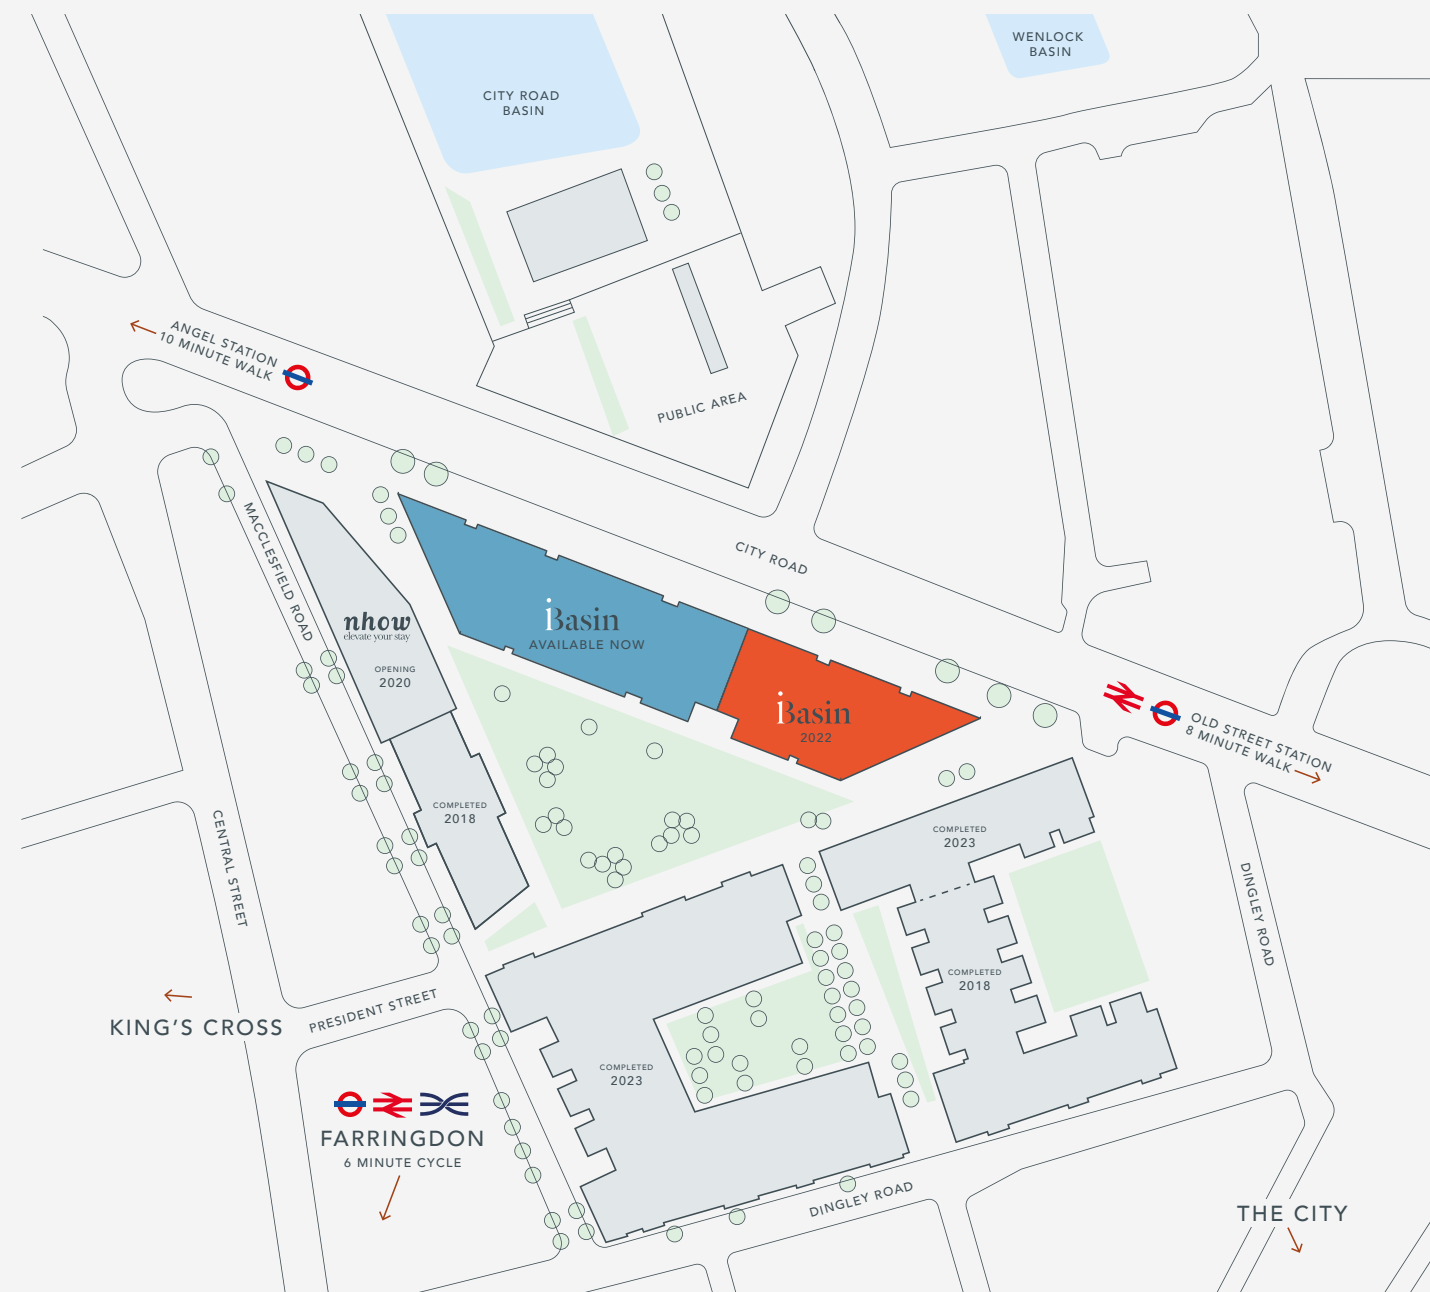 WENLOCK
BASIN
CITY ROAD
BASIN
ANGEL STATION
10 MINUTE WALK
PUBLIC AREA
CITY ROAD
MACCLESFIELD ROAD
nhow
elevate your stay
OPENING
2020
iBasin
AVAILABLE NOW
iBasin
2022
OLD STREET STATION
8 MINUTE WALK
COMPLETED
2018
COMPLETED
2023
CENTRAL STREET
DINGLEY ROAD
COMPLETED
2018
PRESIDENT STREET
KING'S CROSS
COMPLETED
2023
FARRINGDON
6 MINUTE CYCLE
DINGLEY ROAD
THE CITY